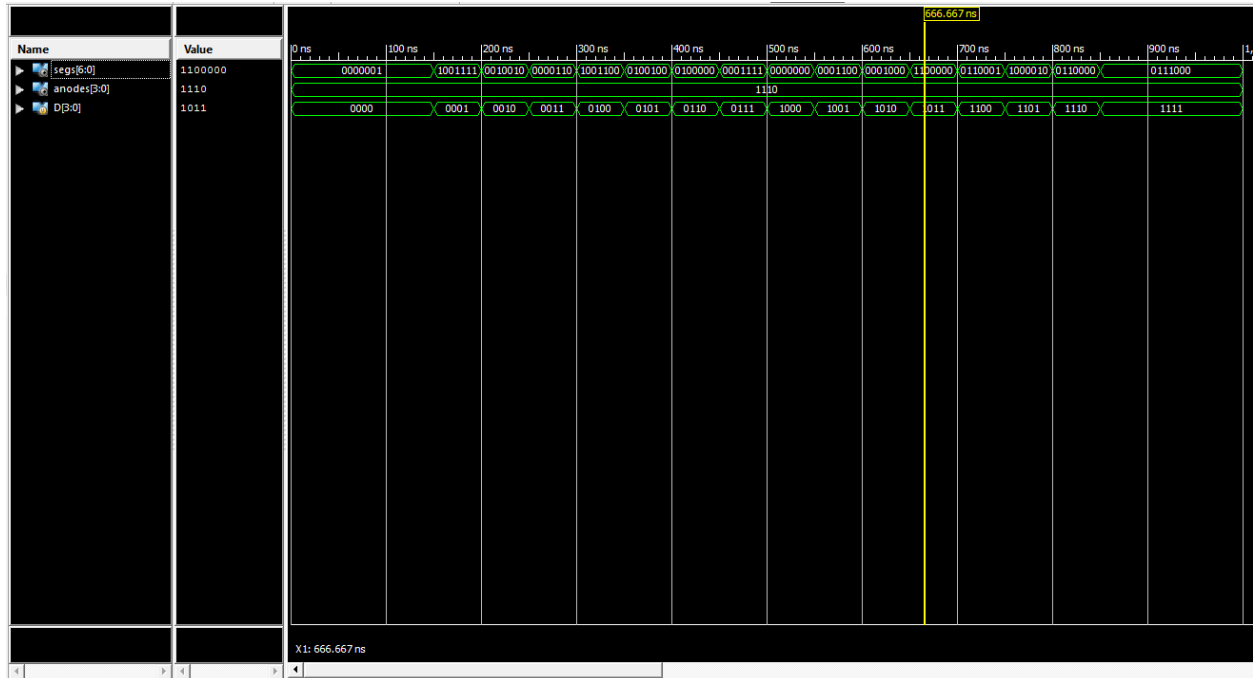 666.667 ns
Name Value 0 ns 100 ns 200 ns 300 ns 400 ns 500 ns 600 ns 700 ns 800 ns 900 ns 1,
segs[6:0] 1100000 0000001 1001111 0010010 0000110 1001100 0100100 0100000 0001111 0000000 0001100 0001000 1100000 0110001 1000010 0110000 0111000
anodes[3:0] 1110 1110
D[3:0] 1011 0000 0001 0010 0011 0100 0101 0110 0111 1000 1001 1010 1011 1100 1101 1110 1111
X1: 666.667 ns